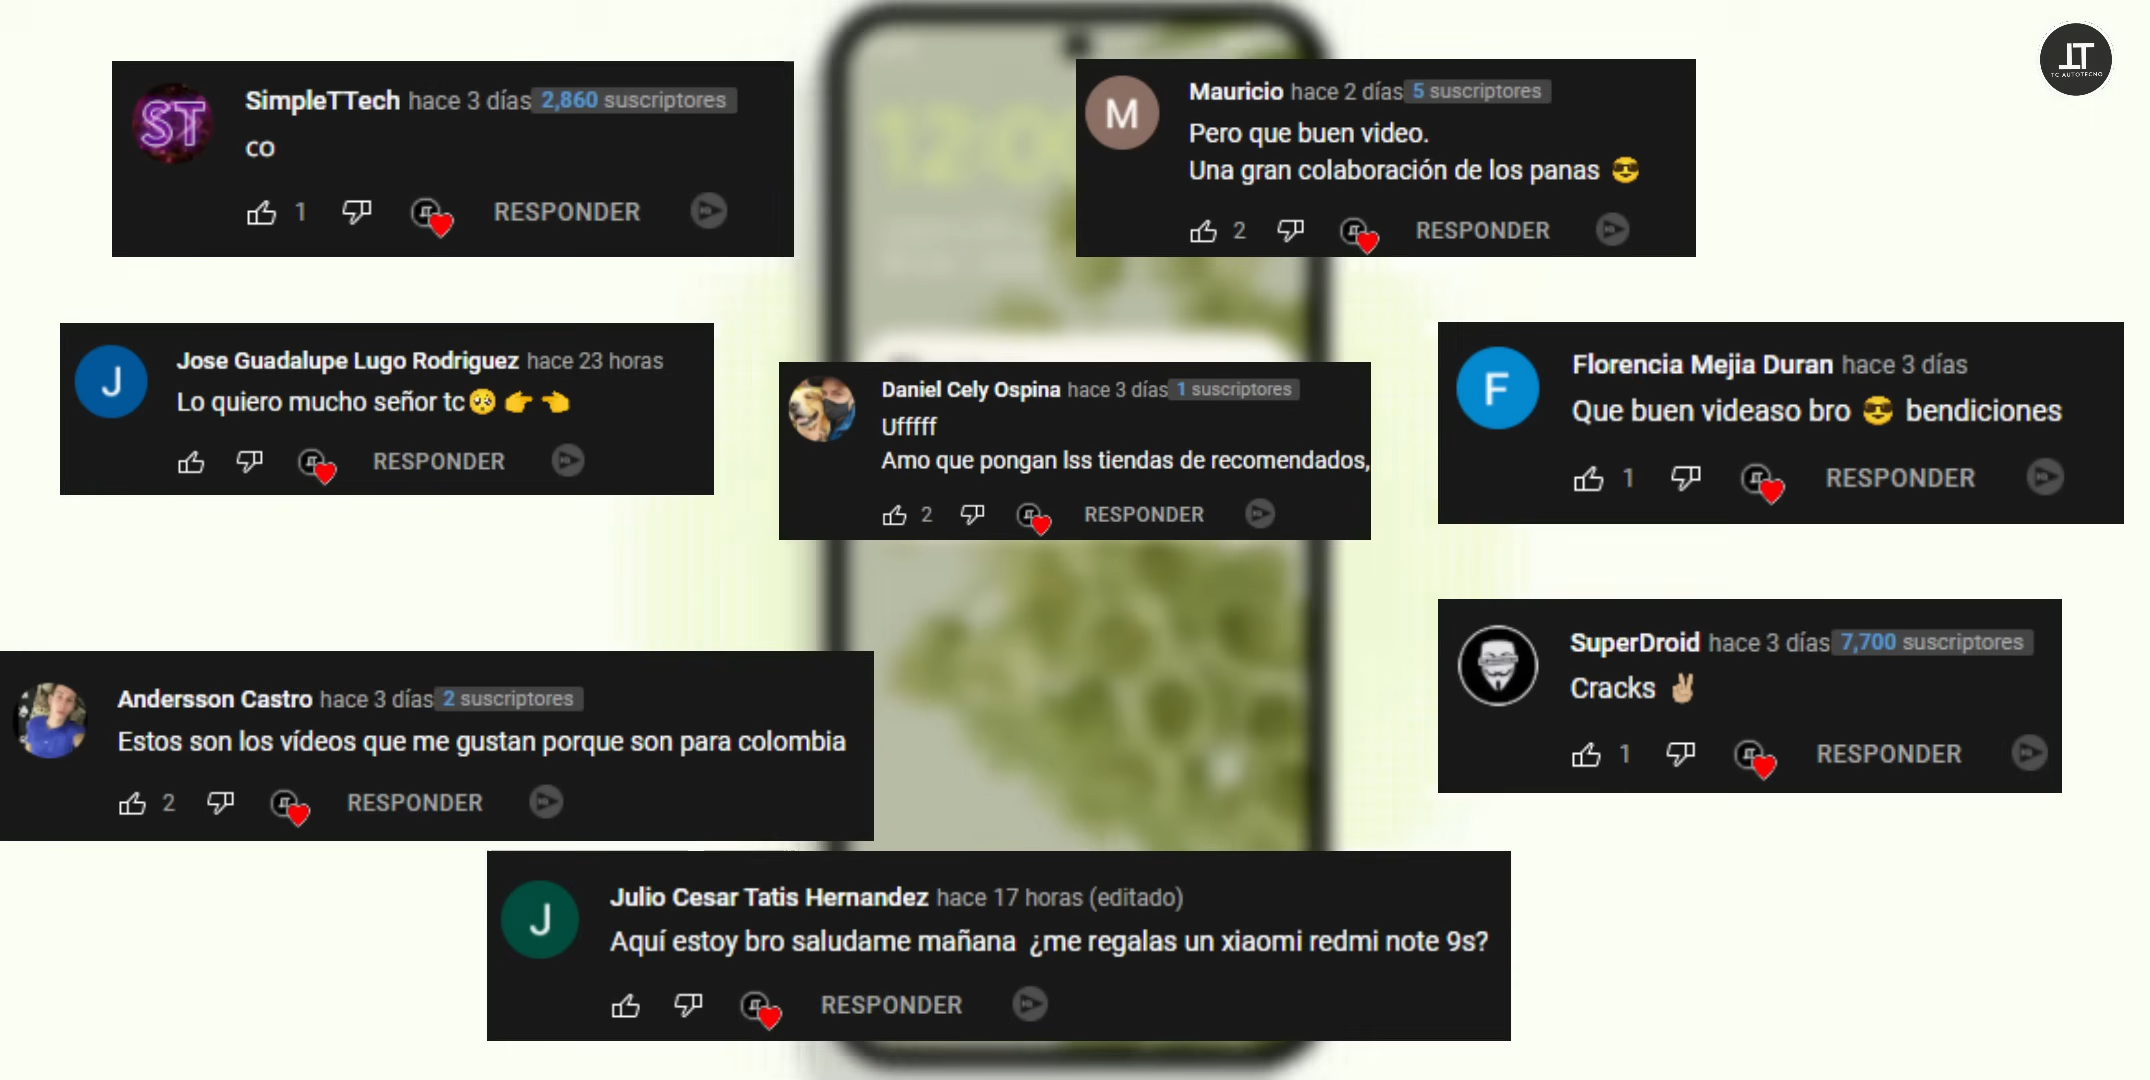 TC AUTOTECNO
SimpleTTech hace 3 días 2,860 suscriptores
co
1 RESPONDER
Mauricio hace 2 días 5 suscriptores
Pero que buen video.
Una gran colaboración de los panas 😎
2 RESPONDER
Jose Guadalupe Lugo Rodriguez hace 23 horas
Lo quiero mucho señor tc🥺👉👈
RESPONDER
Daniel Cely Ospina hace 3 días 1 suscriptores
Ufffff
Amo que pongan lss tiendas de recomendados,
2 RESPONDER
Florencia Mejia Duran hace 3 días
Que buen videaso bro 😎 bendiciones
1 RESPONDER
Andersson Castro hace 3 días 2 suscriptores
Estos son los vídeos que me gustan porque son para colombia
2 RESPONDER
SuperDroid hace 3 días 7,700 suscriptores
Cracks ✌🏼
1 RESPONDER
Julio Cesar Tatis Hernandez hace 17 horas (editado)
Aquí estoy bro saludame mañana ¿me regalas un xiaomi redmi note 9s?
RESPONDER